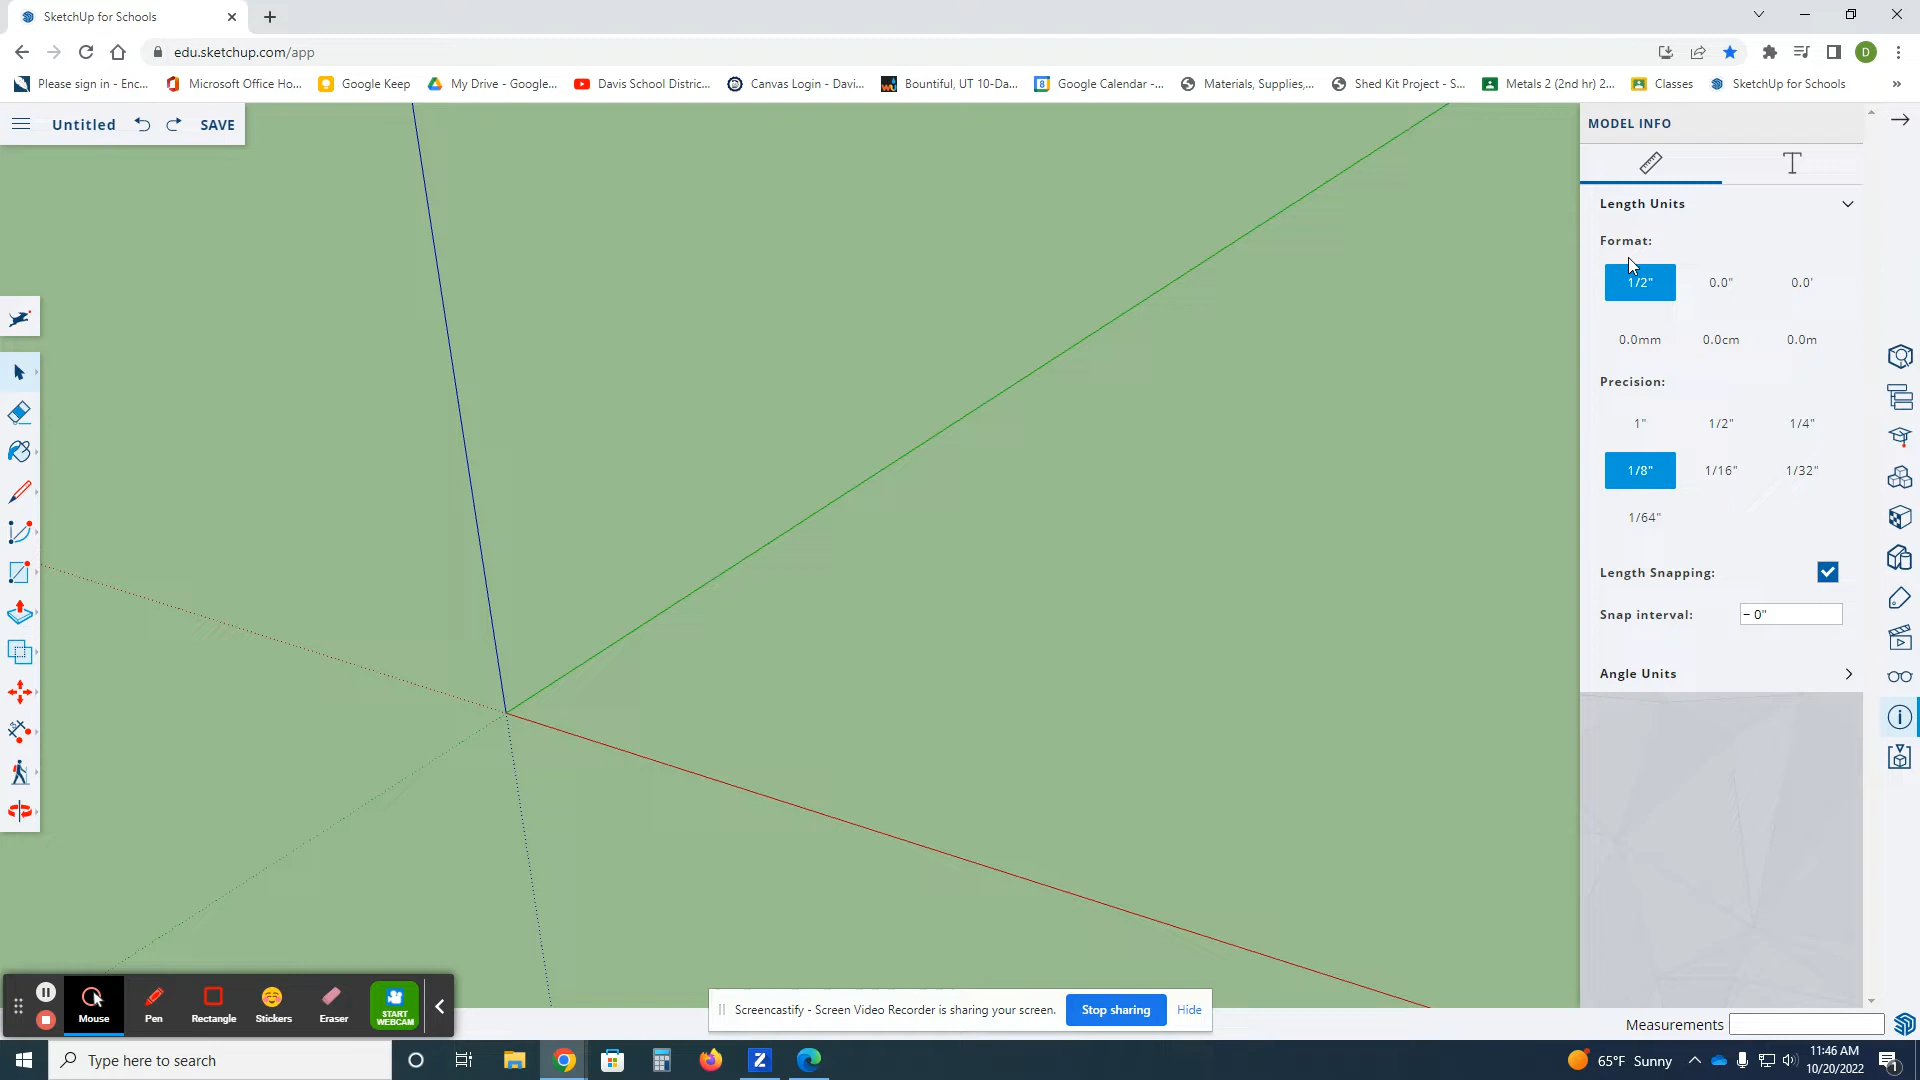 SketchUp for Schools
edu.sketchup.com/app
D
Please sign in - Enc...
Microsoft Office Ho...
Google Keep
My Drive - Google...
Davis School Distric...
Canvas Login - Davi...
Bountiful, UT 10-Da...
8
Google Calendar -...
Materials, Supplies,...
Shed Kit Project - S...
Metals 2 (2nd hr) 2...
Classes
SketchUp for Schools
»
Untitled
SAVE
MODEL INFO
Length Units
Format:
1/2" 0.0" 0.0'
0.0mm 0.0cm 0.0m
Precision:
1" 1/2" 1/4"
1/8" 1/16" 1/32"
1/64"
Length Snapping:
Snap interval: ~ 0"
Angle Units
Mouse
Pen
Rectangle
Stickers
Eraser
START
WEBCAM
Screencastify - Screen Video Recorder is sharing your screen.
Stop sharing
Hide
Measurements
Type here to search
Z
65°F Sunny
11:46 AM
10/20/2022
1